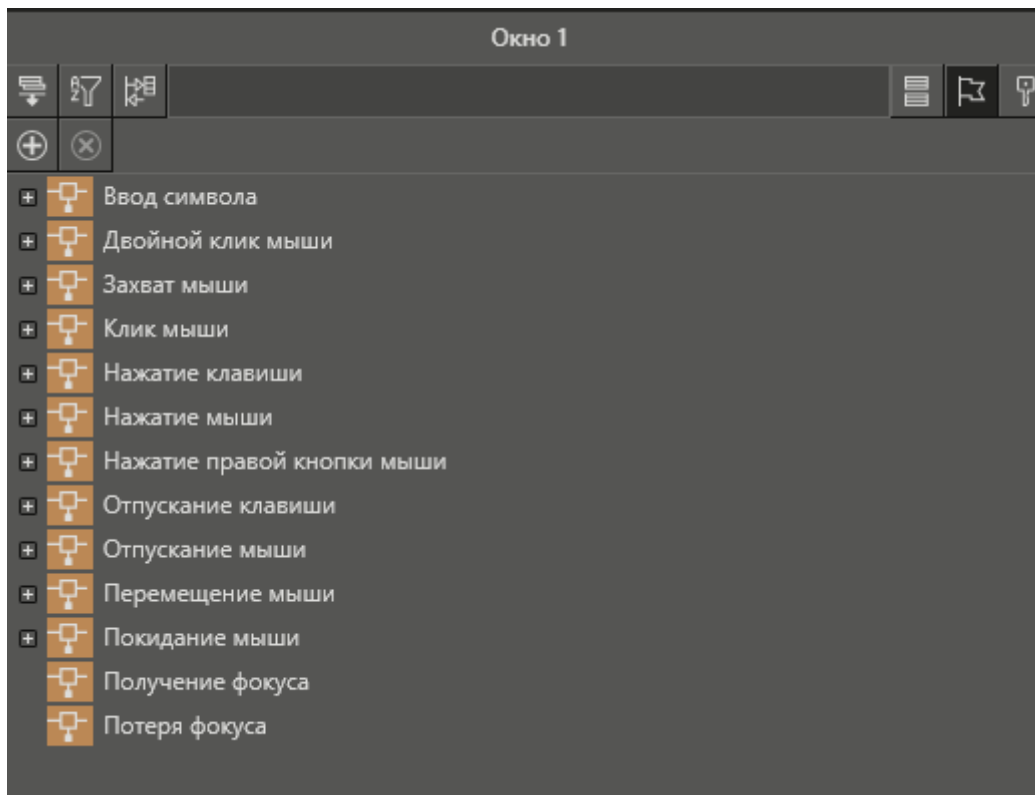 Окно 1
Ввод символа
Двойной клик мыши
Захват мыши
Клик мыши
Нажатие клавиши
Нажатие мыши
Нажатие правой кнопки мыши
Отпускание клавиши
Отпускание мыши
Перемещение мыши
Покидание мыши
Получение фокуса
Потеря фокуса